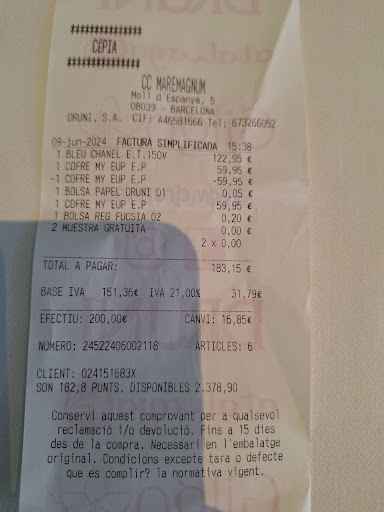 ******************
CÒPIA
******************
CC MAREMAGNUM
Moll d'Espanya, 5
08039 - BARCELONA
DRUNI, S.A. CIF: A46581666 Tel: 673266052
09-jun-2024 FACTURA SIMPLIFICADA 15:38
1 BLEU CHANEL E.T.150V 122,95 €
1 COFRE MY EUP E.P 59,95 €
-1 COFRE MY EUP E.P -59,95 €
1 BOLSA PAPEL DRUNI 01 0,05 €
1 COFRE MY EUP E.P 59,95 €
1 BOLSA REG FUCSIA 02 0,20 €
2 MUESTRA GRATUITA 0,00 €
2 x 0.00
TOTAL A PAGAR: 183,15 €
BASE IVA 151,36€ IVA 21,00% 31,79€
EFECTIU: 200,00€ CANVI: 16,85€
NÚMERO: 24522406002118 ARTICLES: 6
CLIENT: 024151683X
SON 182,8 PUNTS. DISPONIBLES 2.378,90
Conservi aquest comprovant per a qualsevol
reclamació i/o devolució. Fins a 15 dies
des de la compra. Necessari en l'embalatge
original. Condicions excepte tara o defecte
que és complir? la normativa vigent.